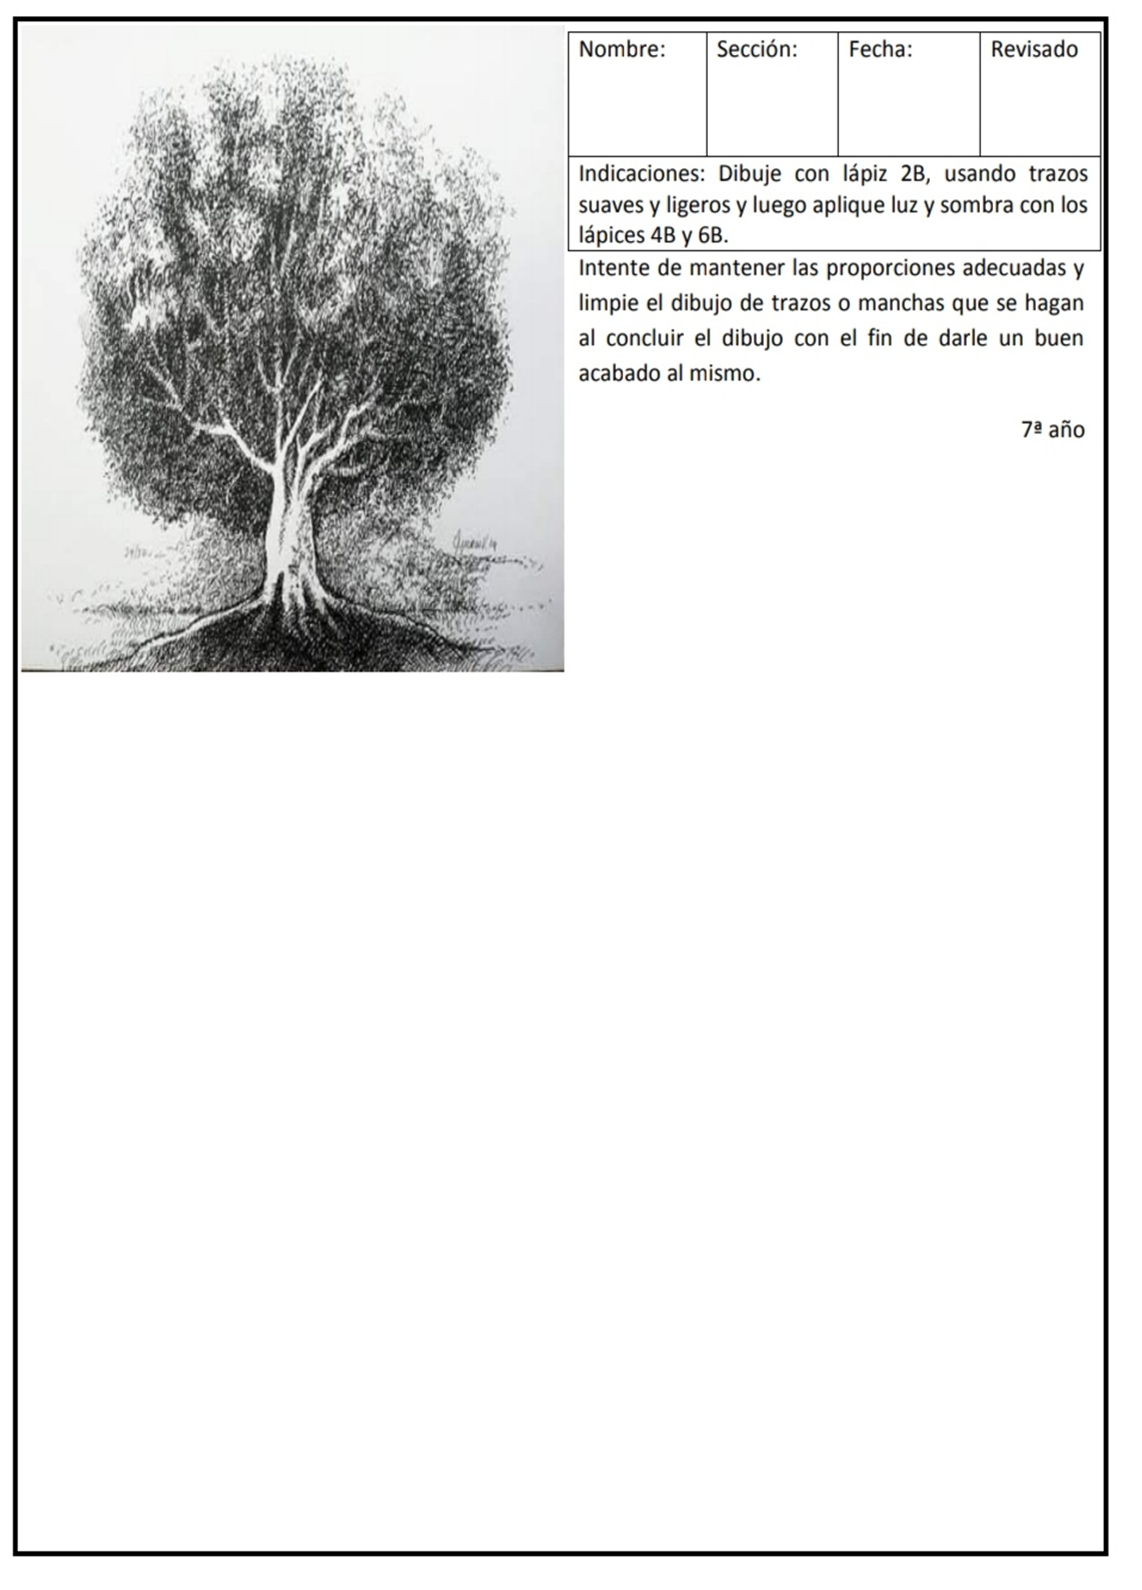 Nombre:
Sección:
Fecha:
Revisado
Indicaciones: Dibuje con lápiz 2B, usando trazos
suaves y ligeros y luego aplique luz y sombra con los
lápices 4B y 6B.
Intente de mantener las proporciones adecuadas y
limpie el dibujo de trazos o manchas que se hagan
al concluir el dibujo con el fin de darle un buen
acabado al mismo.
7ª año